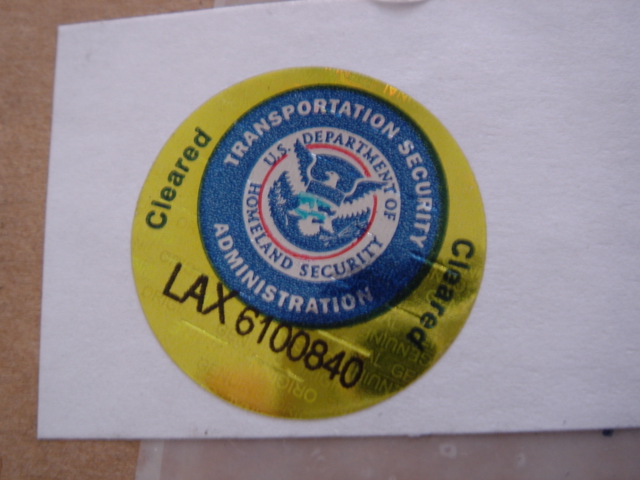 TRANSPORTATION SECURITY
ADMINISTRATION
U.S. DEPARTMENT OF
HOMELAND SECURITY
Cleared
Cleared
LAX 6100840